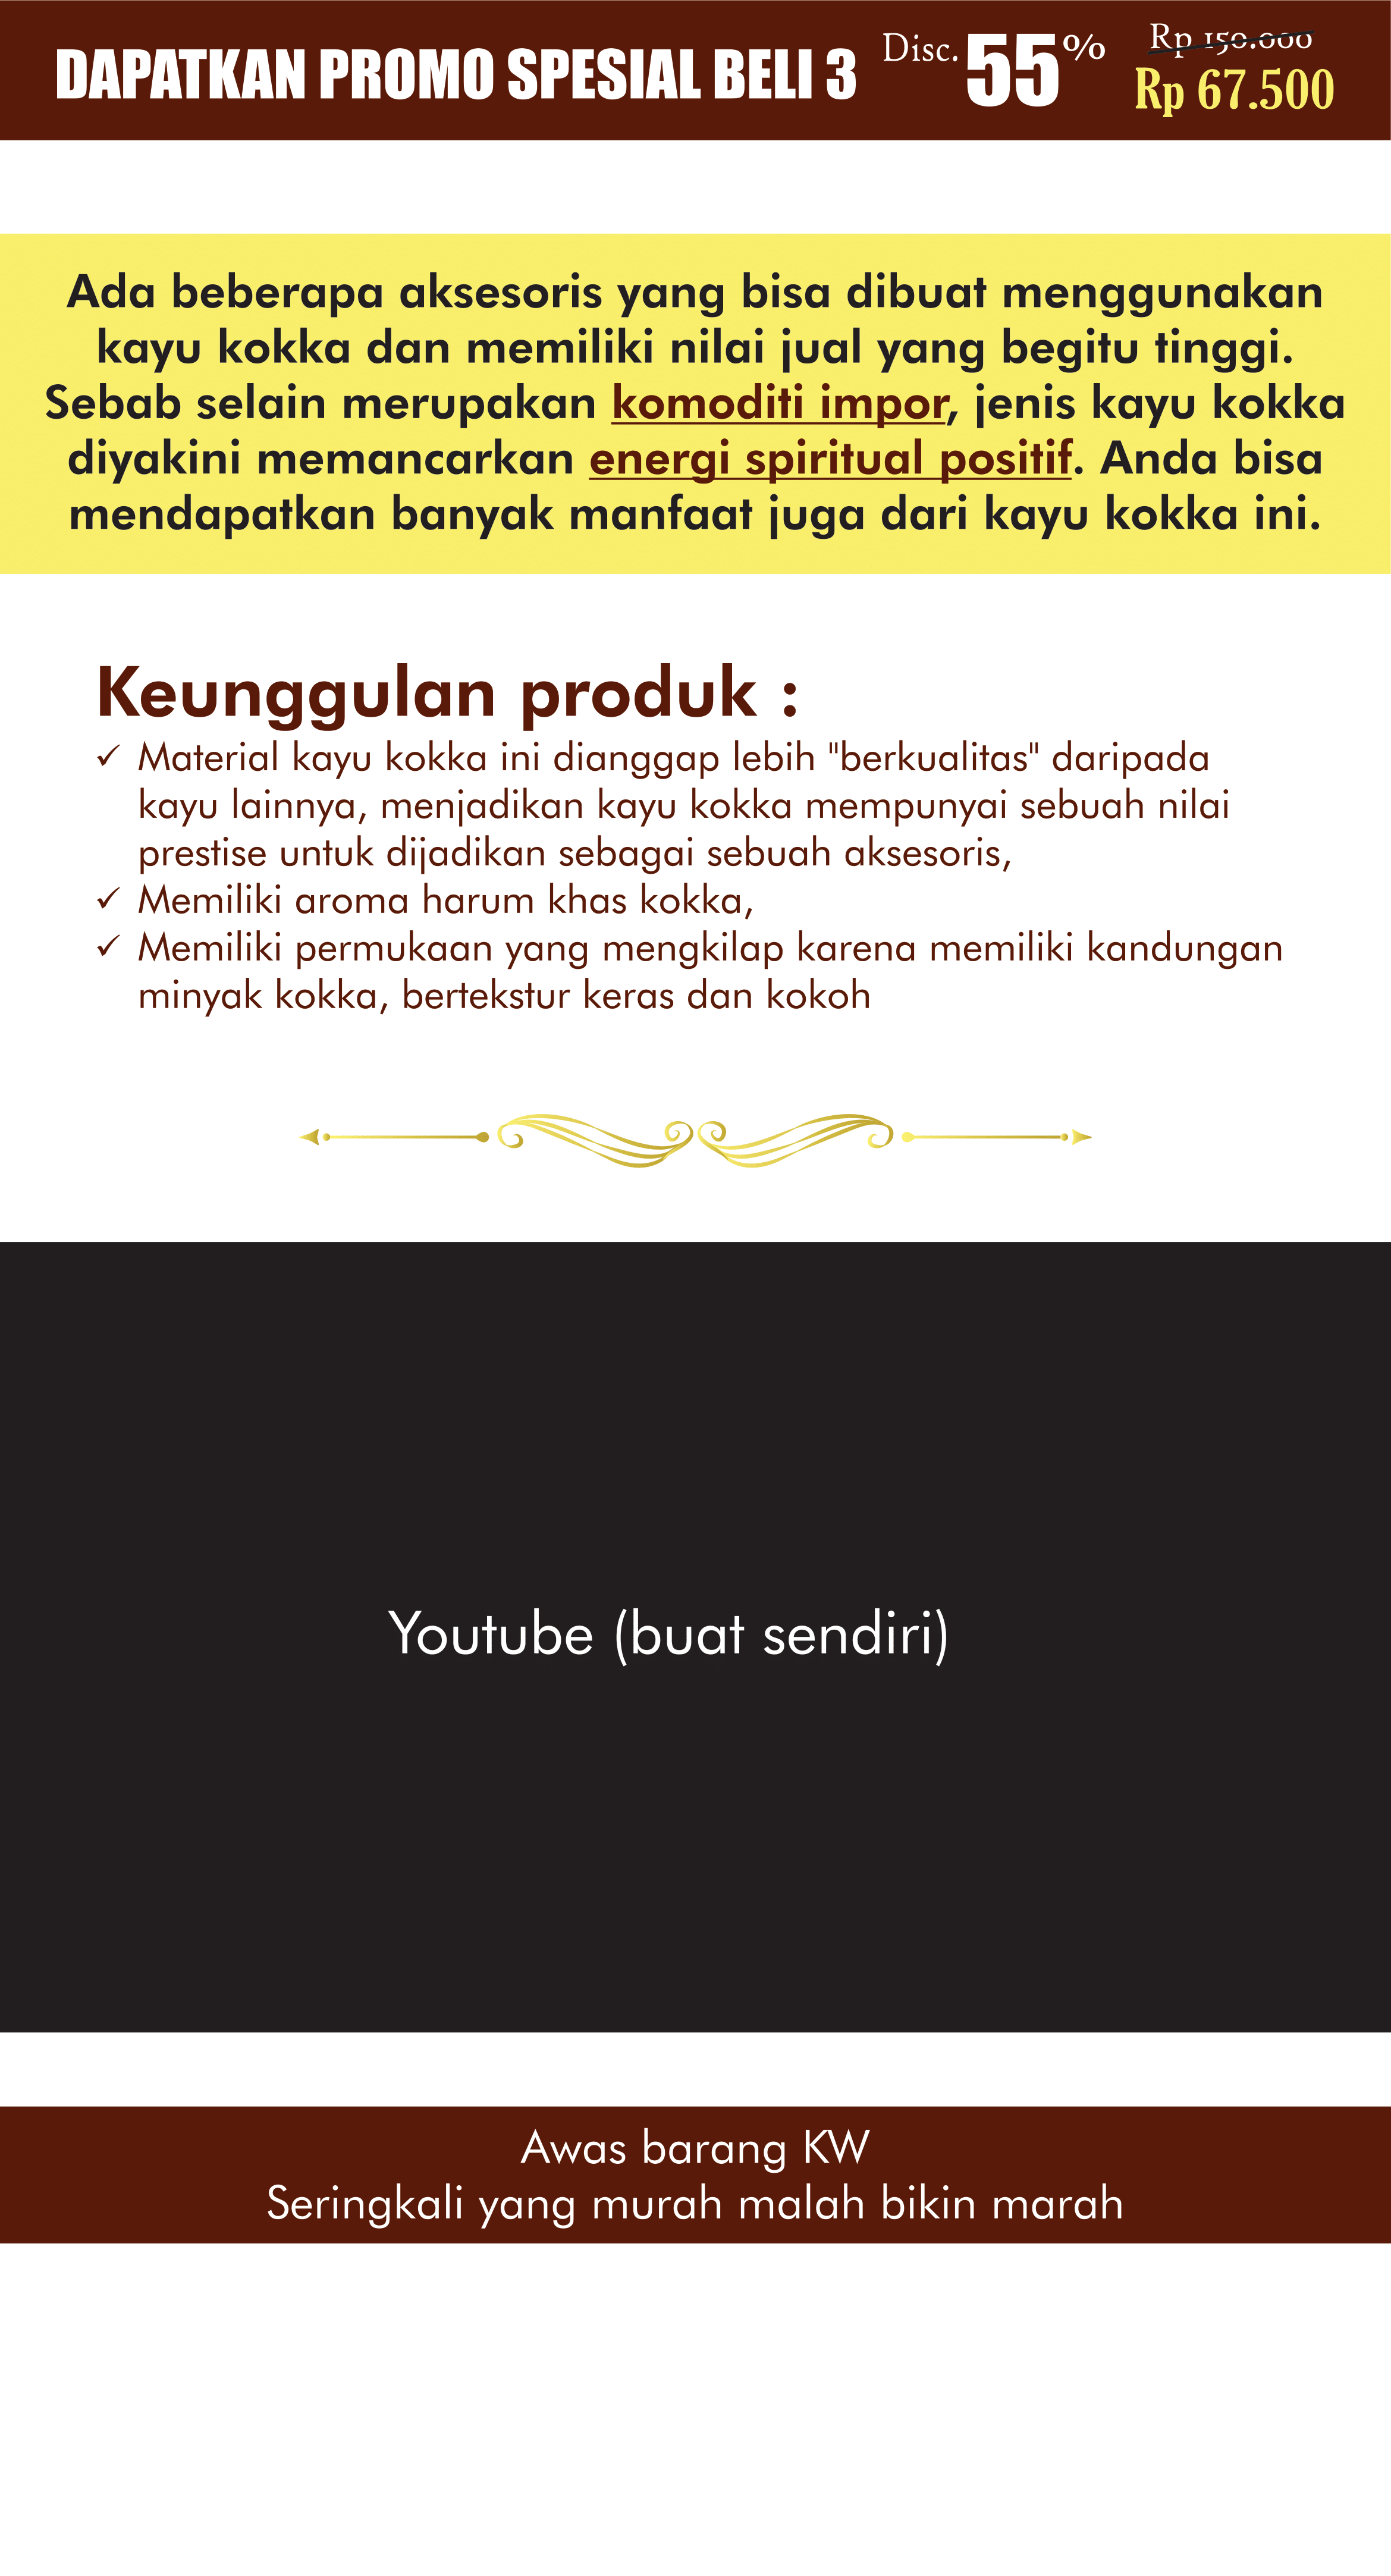 DAPATKAN PROMO SPESIAL BELI 3 Disc. 55% Rp 150.000
Rp 67.500
Ada beberapa aksesoris yang bisa dibuat menggunakan
kayu kokka dan memiliki nilai jual yang begitu tinggi.
Sebab selain merupakan komoditi impor, jenis kayu kokka
diyakini memancarkan energi spiritual positif. Anda bisa
mendapatkan banyak manfaat juga dari kayu kokka ini.
Keunggulan produk :
✓ Material kayu kokka ini dianggap lebih "berkualitas" daripada
kayu lainnya, menjadikan kayu kokka mempunyai sebuah nilai
prestise untuk dijadikan sebagai sebuah aksesoris,
✓ Memiliki aroma harum khas kokka,
✓ Memiliki permukaan yang mengkilap karena memiliki kandungan
minyak kokka, bertekstur keras dan kokoh
Youtube (buat sendiri)
Awas barang KW
Seringkali yang murah malah bikin marah